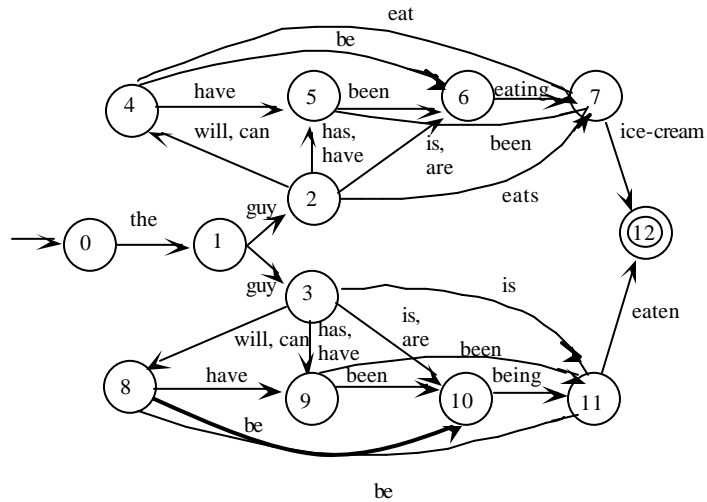 eat
be
have
been
eating
4
5
6
7
will, can
has,
have
is,
are
been
ice-cream
2
eats
guy
the
0
1
12
guy
3
is
is,
are
will, can
has,
have
eaten
been
have
been
being
8
9
10
11
be
be